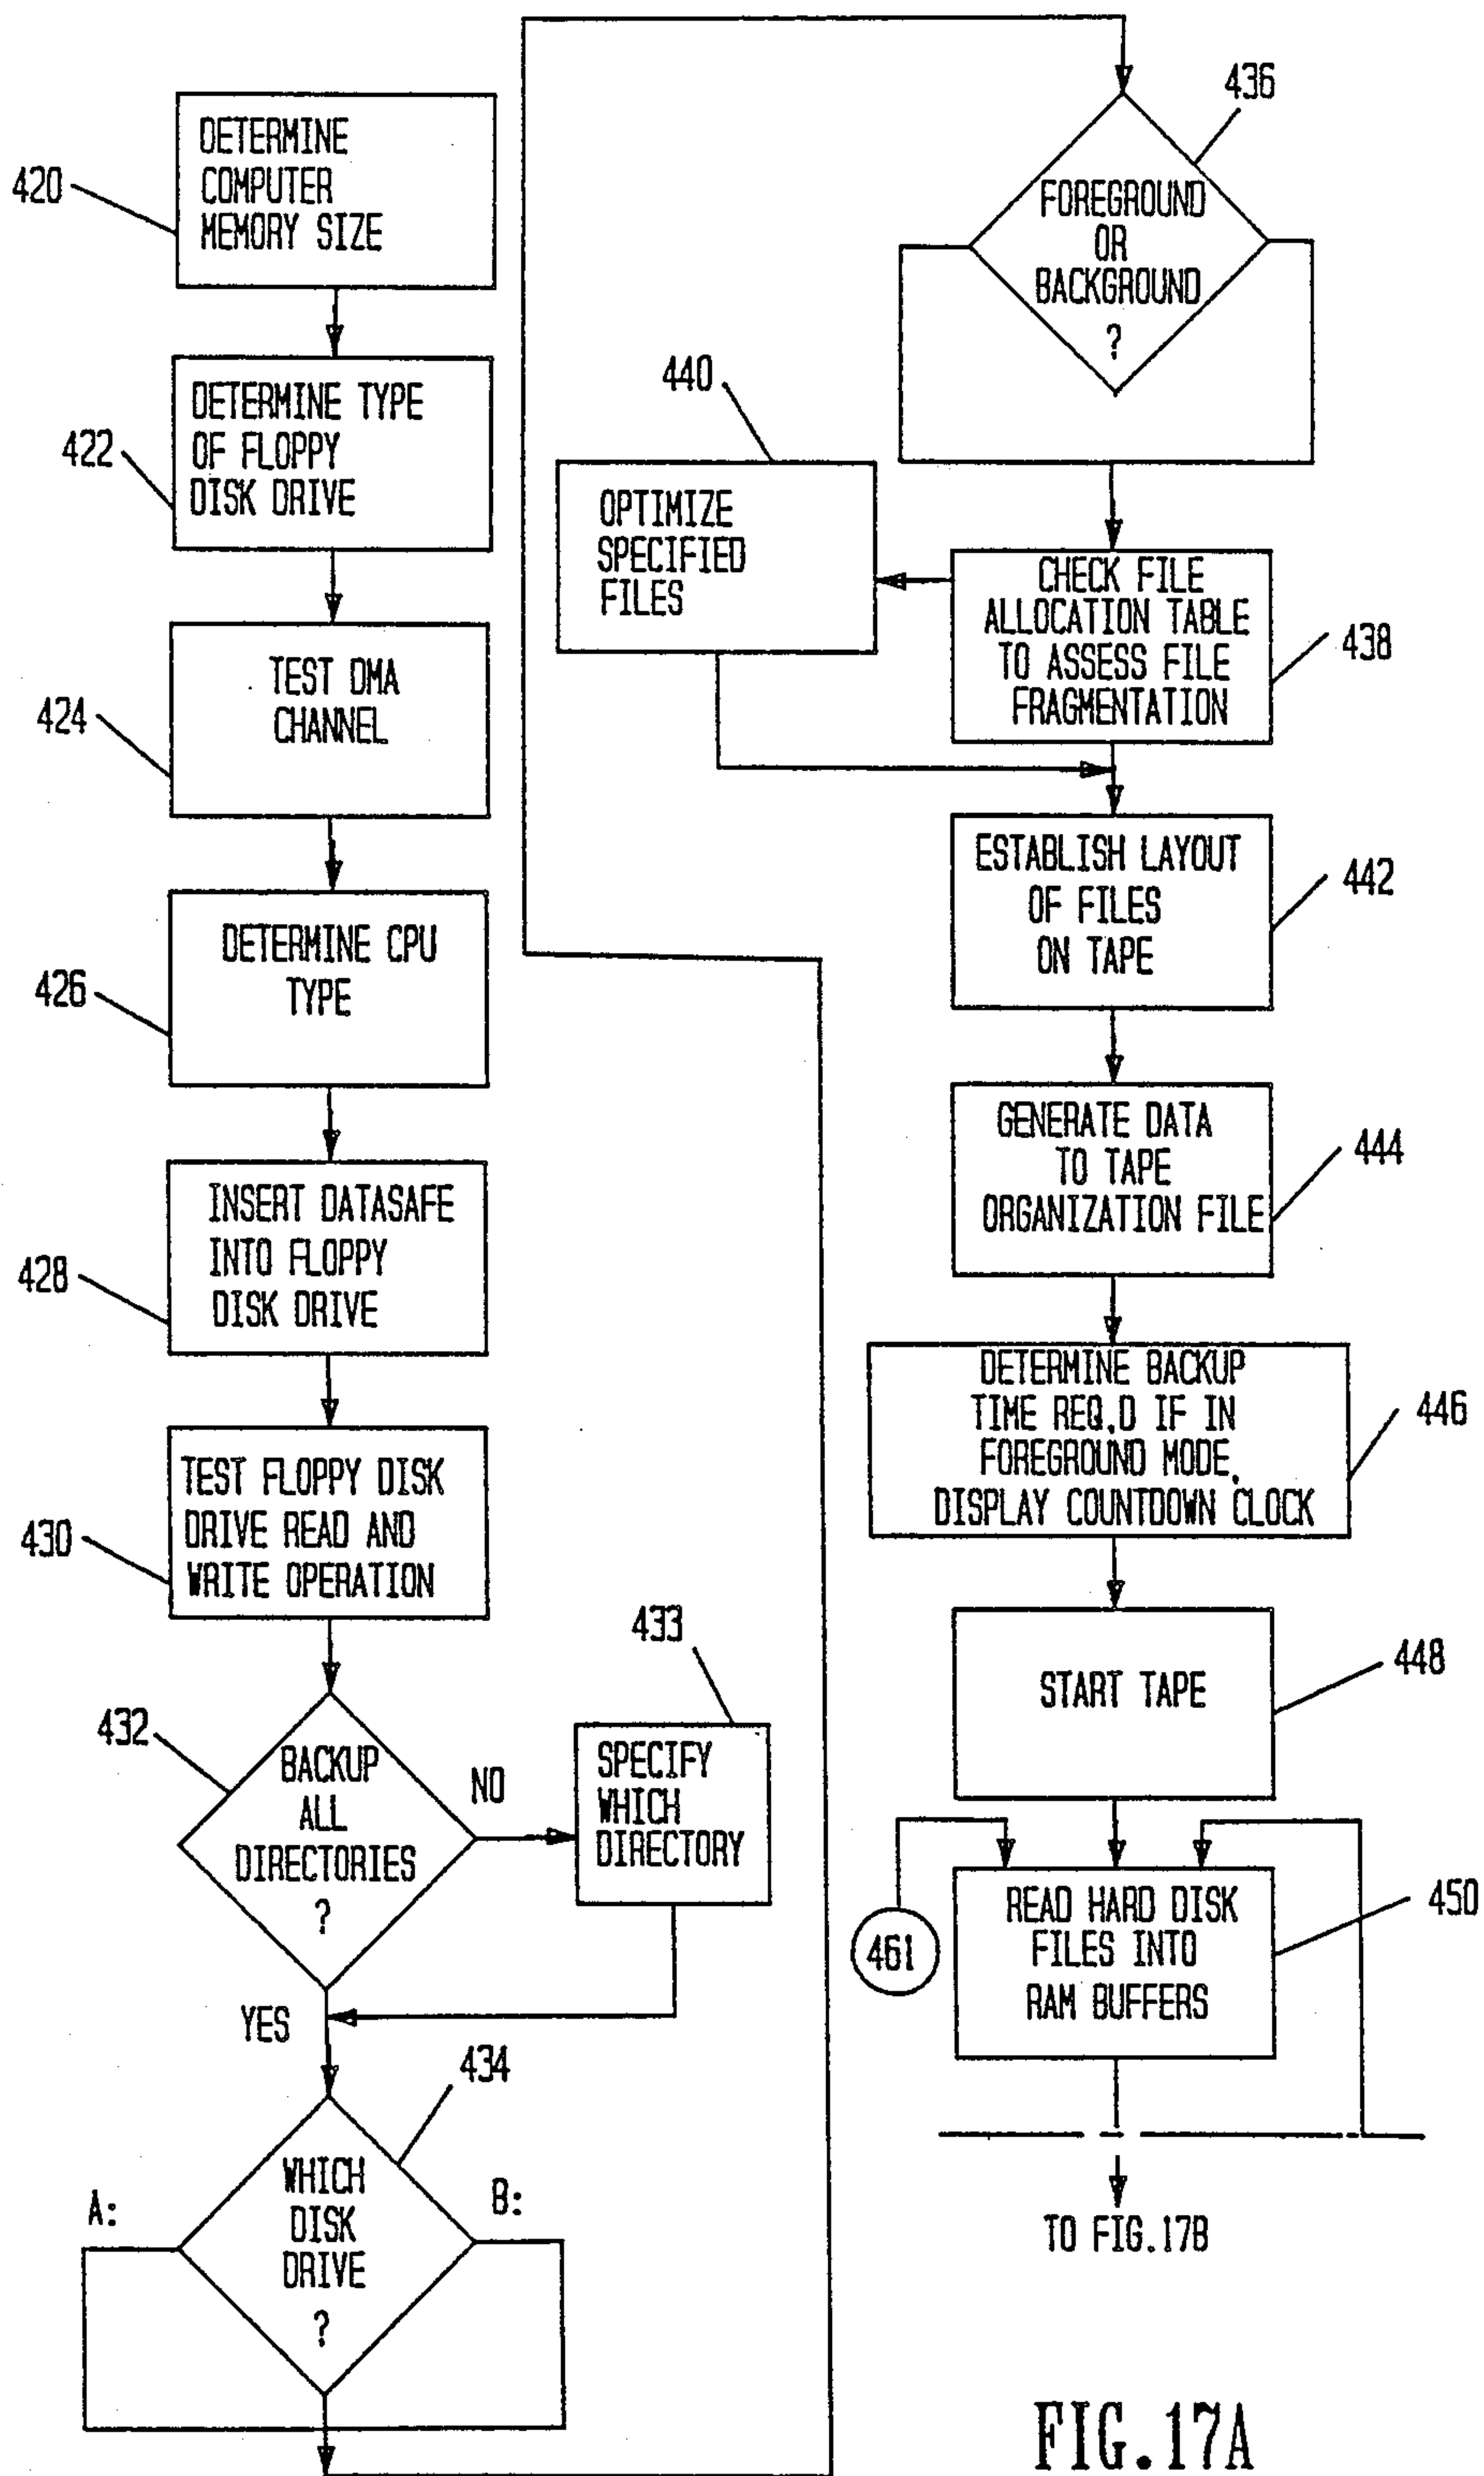 420
DETERMINE
COMPUTER
MEMORY SIZE
422
DETERMINE TYPE
OF FLOPPY
DISK DRIVE
424
TEST DMA
CHANNEL
426
DETERMINE CPU
TYPE
428
INSERT DATASAFE
INTO FLOPPY
DISK DRIVE
430
TEST FLOPPY DISK
DRIVE READ AND
WRITE OPERATION
432
BACKUP
ALL
DIRECTORIES
?
NO
433
SPECIFY
WHICH
DIRECTORY
YES
434
WHICH
DISK
DRIVE
?
A:
B:
436
FOREGROUND
OR
BACKGROUND
?
438
CHECK FILE
ALLOCATION TABLE
TO ASSESS FILE
FRAGMENTATION
440
OPTIMIZE
SPECIFIED
FILES
442
ESTABLISH LAYOUT
OF FILES
ON TAPE
444
GENERATE DATA
TO TAPE
ORGANIZATION FILE
446
DETERMINE BACKUP
TIME REQ.D IF IN
FOREGROUND MODE.
DISPLAY COUNTDOWN CLOCK
448
START TAPE
461
450
READ HARD DISK
FILES INTO
RAM BUFFERS
TO FIG.17B
FIG.17A